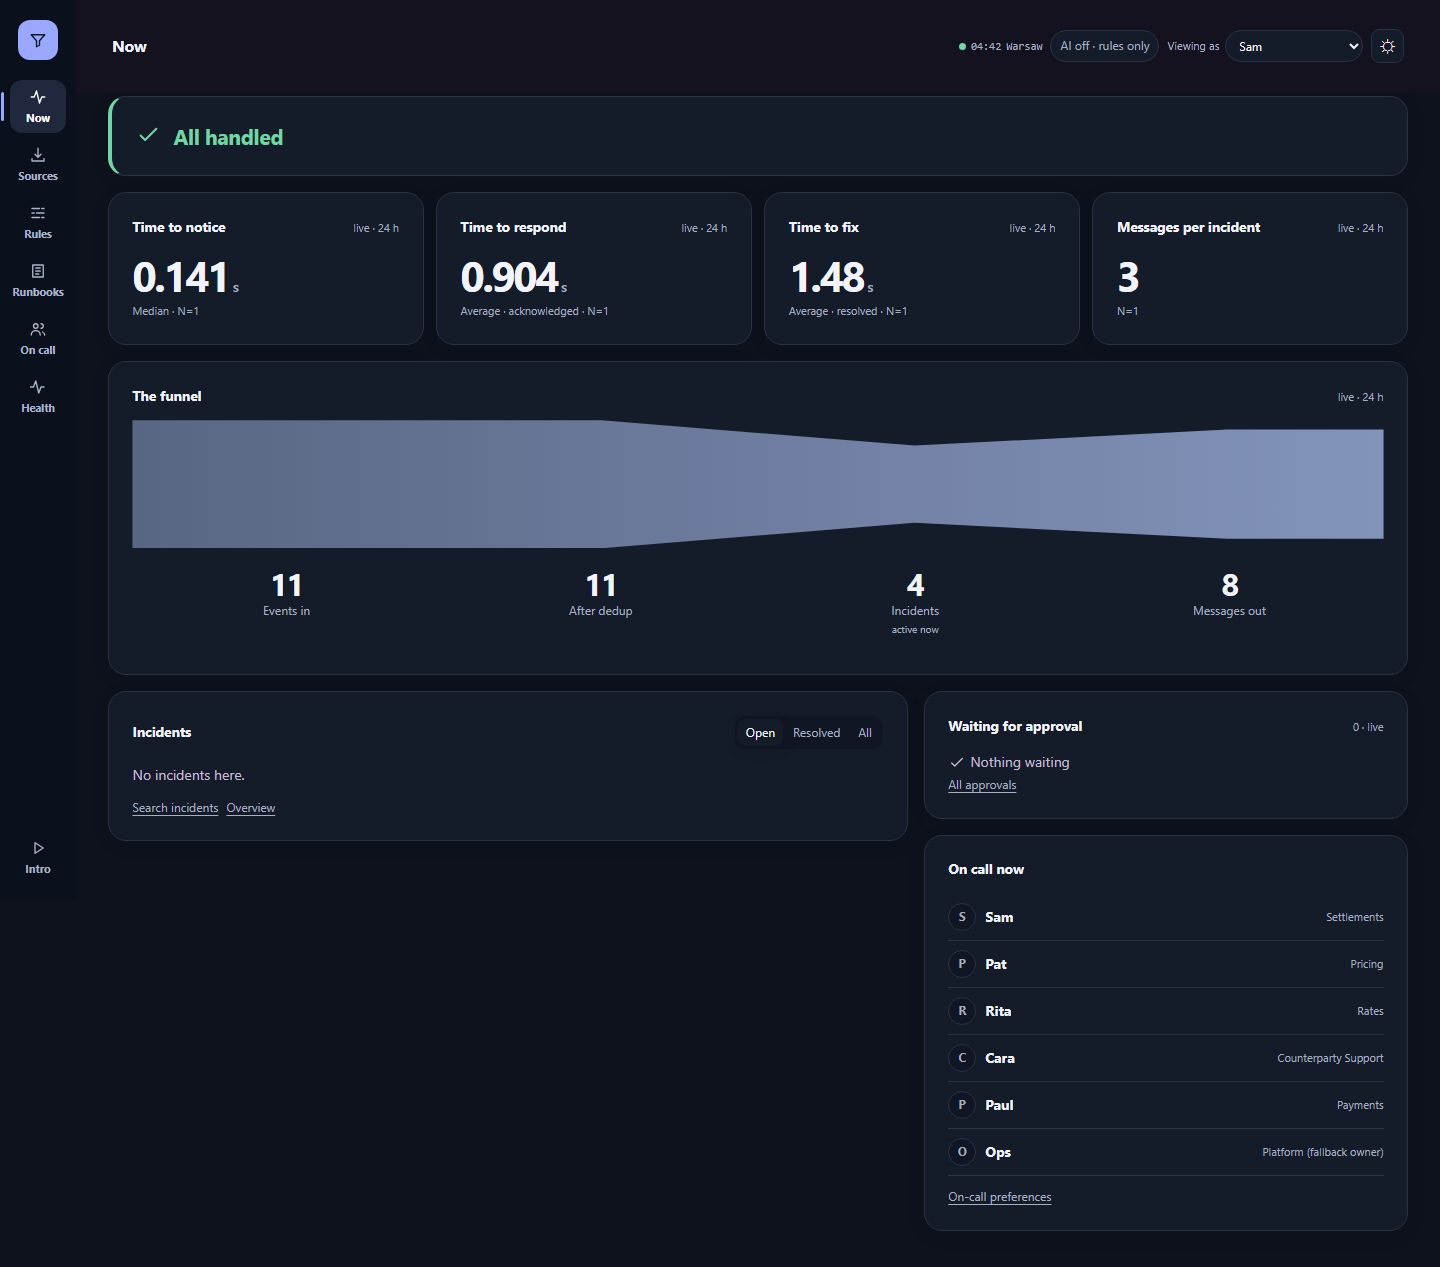 Now
04:42 Warsaw
AI off · rules only
Viewing as
Sam
Now
Sources
Rules
Runbooks
On call
Health
Intro
All handled
Time to notice
live · 24 h
0.141 s
Median · N=1
Time to respond
live · 24 h
0.904 s
Average · acknowledged · N=1
Time to fix
live · 24 h
1.48 s
Average · resolved · N=1
Messages per incident
live · 24 h
3
N=1
The funnel
live · 24 h
11
Events in
11
After dedup
4
Incidents
active now
8
Messages out
Incidents
Open
Resolved
All
No incidents here.
Search incidents
Overview
Waiting for approval
0 · live
Nothing waiting
All approvals
On call now
S Sam Settlements
P Pat Pricing
R Rita Rates
C Cara Counterparty Support
P Paul Payments
O Ops Platform (fallback owner)
On-call preferences